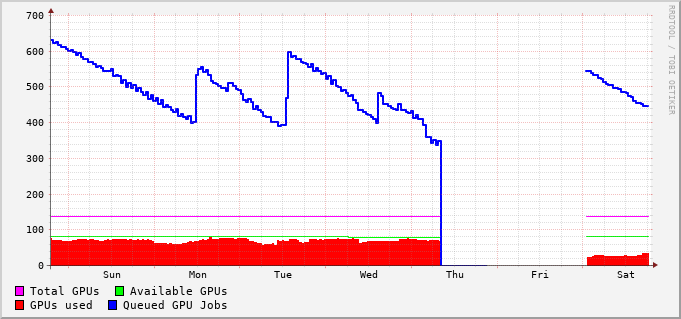 700
600
500
400
300
200
100
0
Sun Mon Tue Wed Thu Fri Sat
RRDTOOL / TOBI OETIKER
Total GPUs Available GPUs
GPUs used Queued GPU Jobs